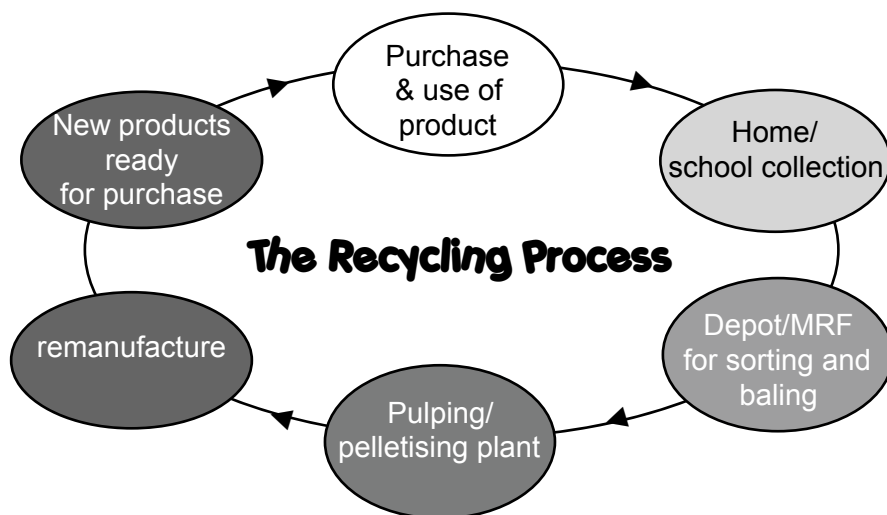 Purchase
& use of
product
New products
ready
for purchase
Home/
school collection
The Recycling Process
remanufacture
Depot/MRF
for sorting and
baling
Pulping/
pelletising plant